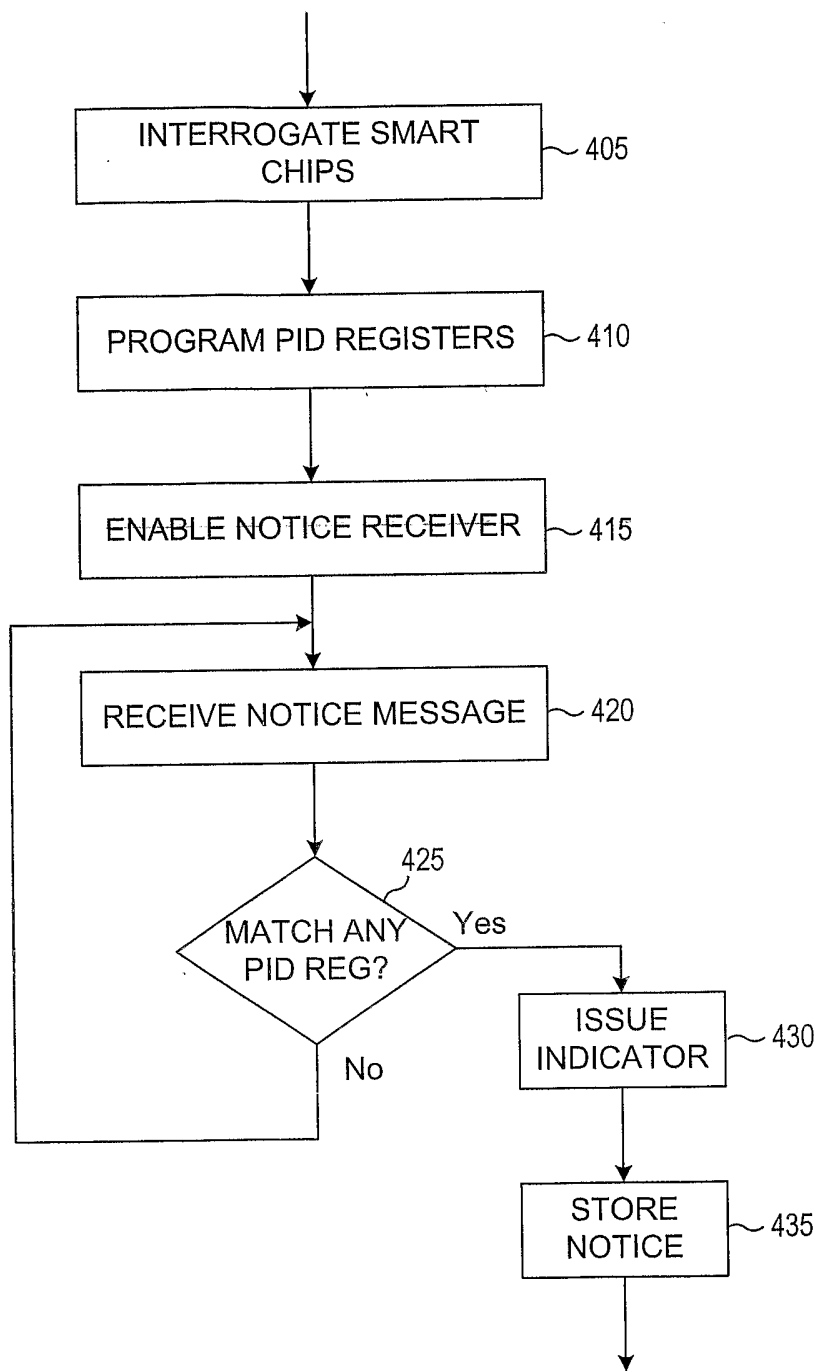 INTERROGATE SMART
CHIPS
405
PROGRAM PID REGISTERS
410
ENABLE NOTICE RECEIVER
415
RECEIVE NOTICE MESSAGE
420
425
MATCH ANY
PID REG?
Yes
No
ISSUE
INDICATOR
430
STORE
NOTICE
435